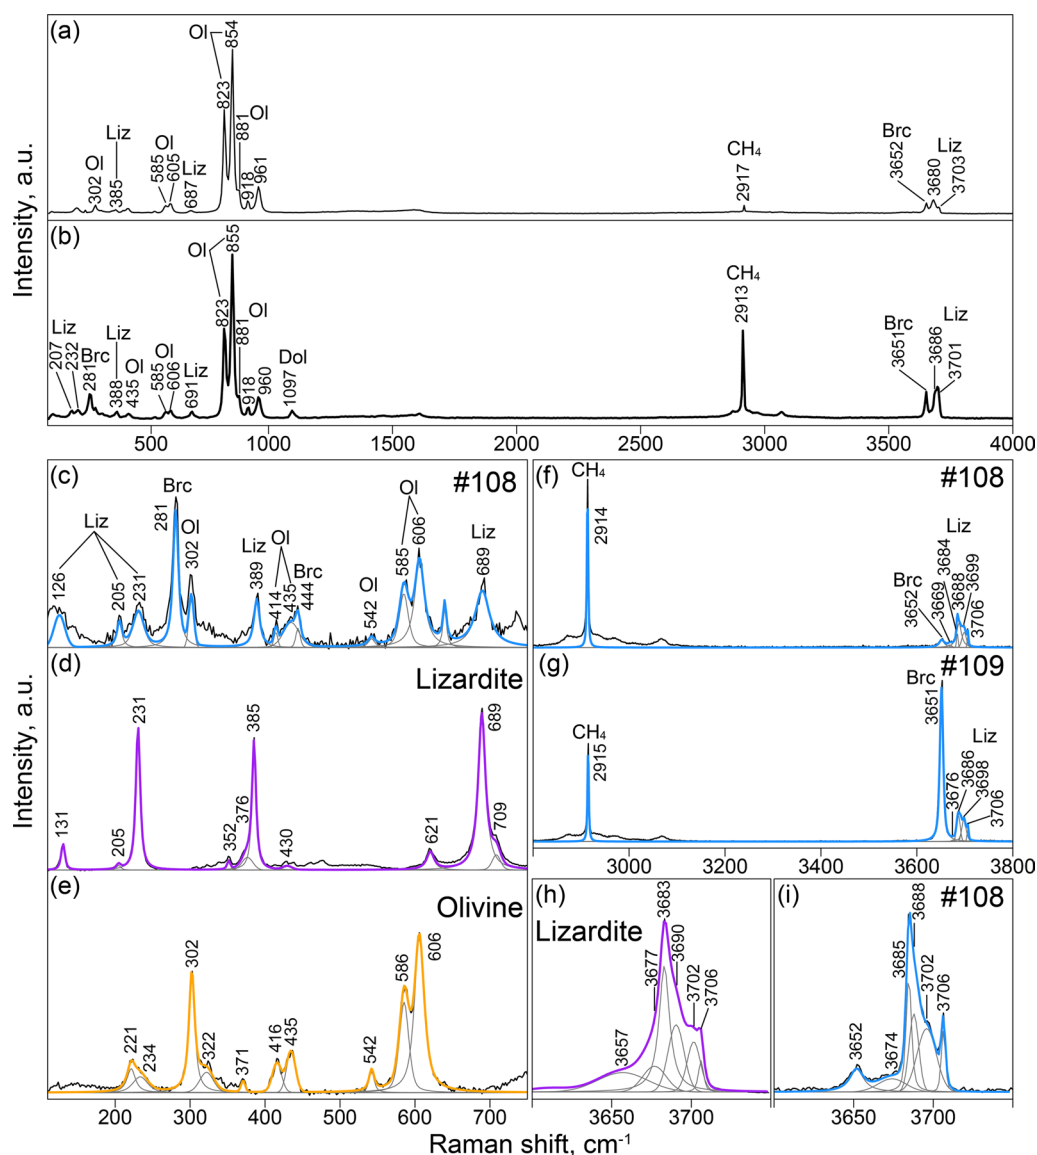 (a)
Ol
854
823
881
Ol
Liz
Ol
302
385
Ol
585
605
Liz
687
918
961
CH₄
2917
Brc
3652
3680
Liz
3703
Intensity, a.u.
(b)
Ol
855
823
881
Ol
Liz
207
232
Brc
281
Liz
388
435
Ol
Ol
585
606
Liz
691
918
960
Dol
1097
CH₄
2913
Brc
3651
3686
Liz
3701
500 1000 1500 2000 2500 3000 3500 4000
(c)
#108
Liz
126
205
231
Brc
281
Ol
302
Liz
389
Ol
414
435
Brc
444
Ol
542
Ol
585
606
Liz
689
(f)
#108
CH₄
2914
Brc
3652
3669
3684
Liz
3688
3699
3706
(d)
Lizardite
131
205
231
352
376
385
430
621
689
709
(g)
#109
CH₄
2915
Brc
3651
3676
Liz
3686
3698
3706
3000 3200 3400 3600 3800
Intensity, a.u.
(e)
Olivine
221
234
302
322
371
416
435
542
586
606
200 300 400 500 600 700
(h)
Lizardite
3657
3677
3683
3690
3702
3706
3650 3700
(i)
#108
3652
3674
3685
3688
3702
3706
3650 3700
Raman shift, cm⁻¹